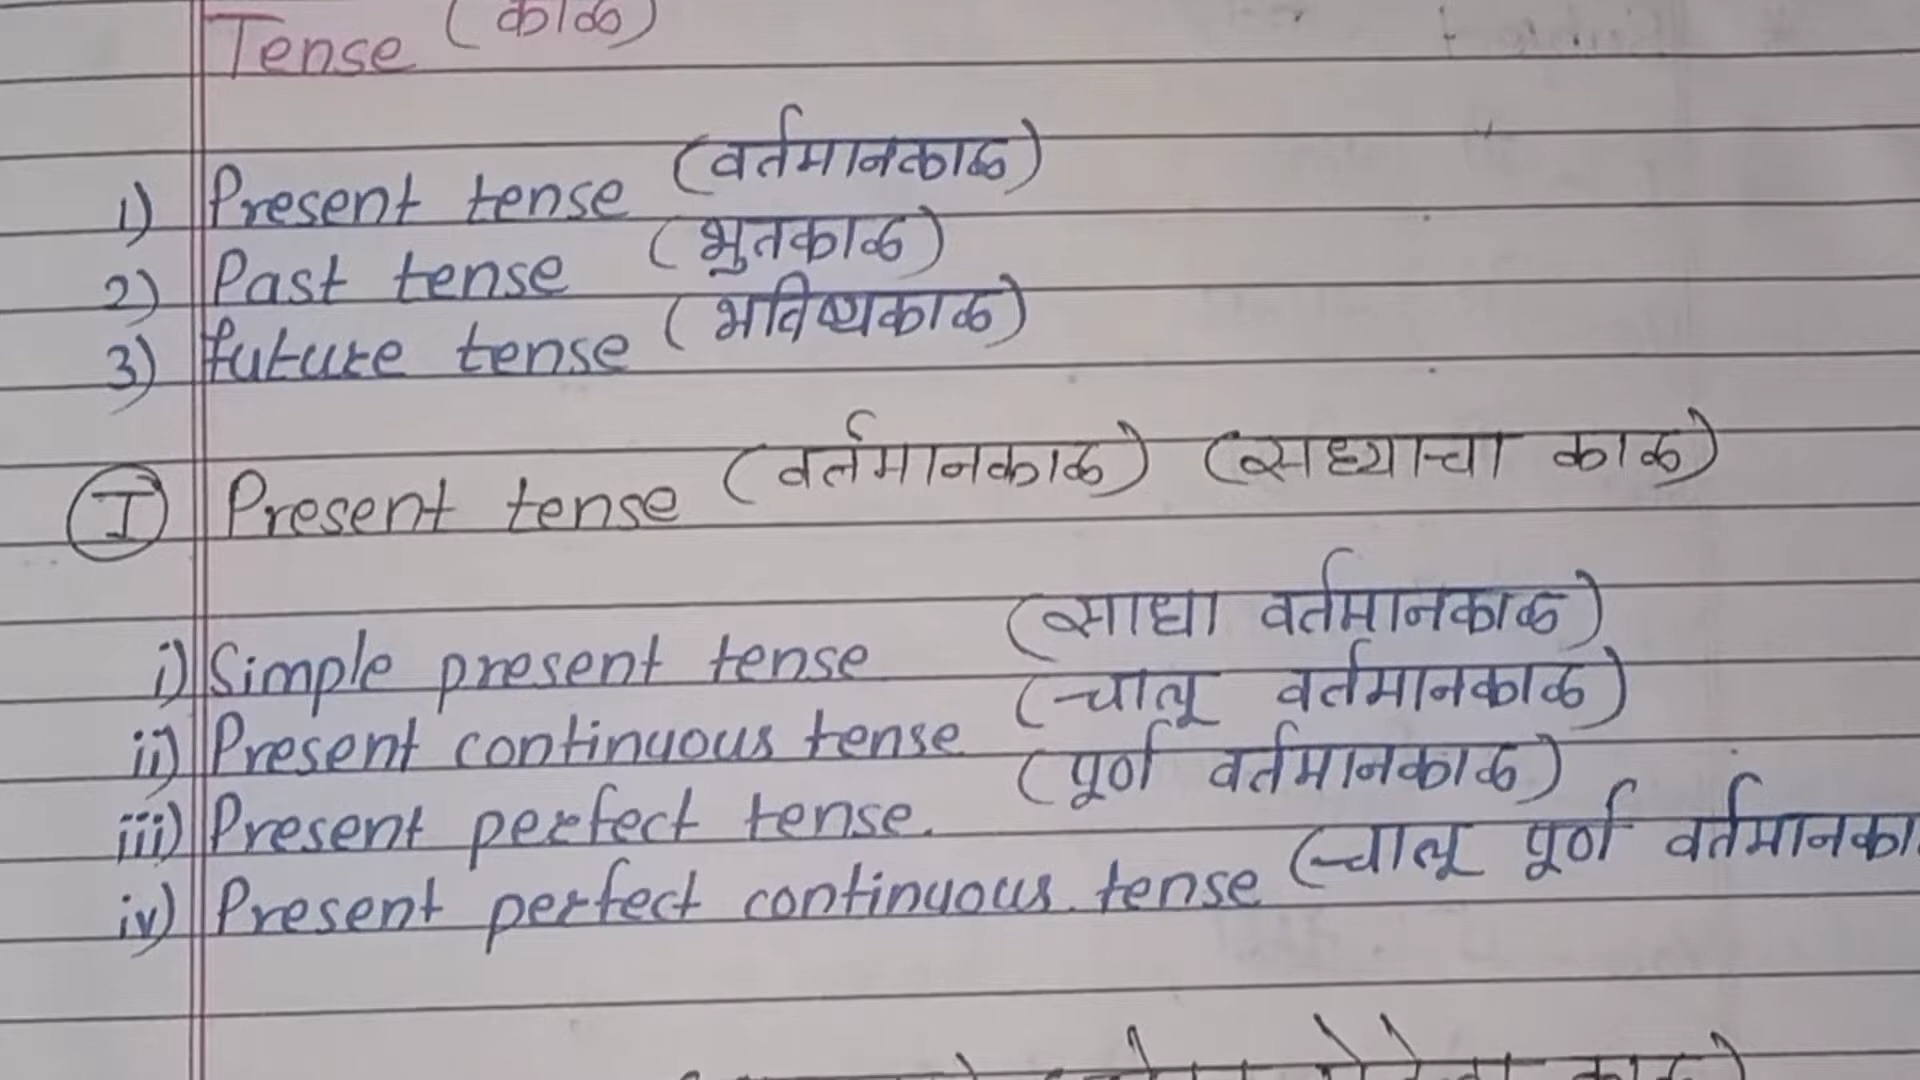 Tense (काळ)
1) Present tense (वर्तमानकाळ)
2) Past tense (भुतकाळ)
3) future tense (भविष्यकाळ)
I Present tense (वर्तमानकाळ) (सध्याचा काळ)
i) Simple present tense (साधा वर्तमानकाळ)
ii) Present continuous tense (चालू वर्तमानकाळ)
iii) Present perfect tense. (पूर्ण वर्तमानकाळ)
iv) Present perfect continuous. tense (चालू पूर्ण वर्तमानका